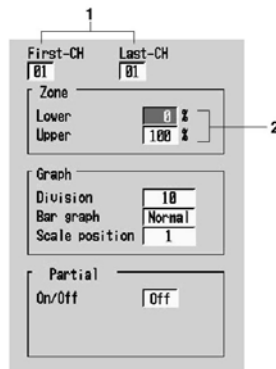 1
First-CH Last-CH
01 01
Zone
Lower 0 %
Upper 100 %
2
Graph
Division 10
Bar graph Normal
Scale position 1
Partial
On/Off Off